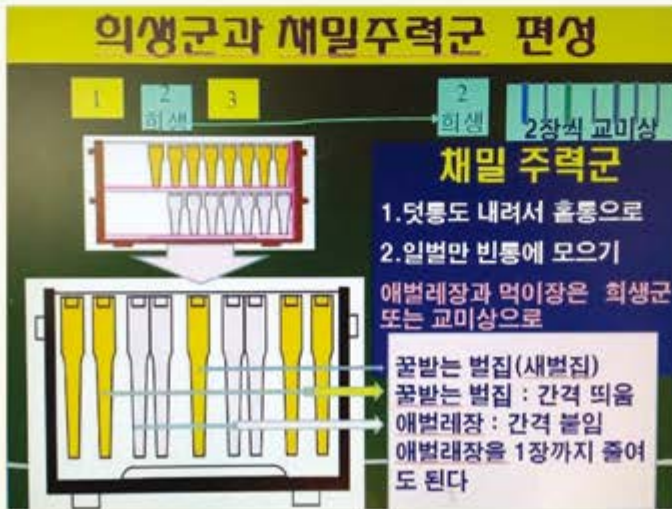 희생군과 채밀주력군 편성
1
2
희생
3
2
희생
2장씩 교미상
채밀 주력군
1.덧통도 내려서 홑통으로
2.일벌만 빈통에 모으기
애벌레장과 먹이장은 희생군
또는 교미상으로
꿀받는 벌집(새벌집)
꿀받는 벌집 : 간격 띄움
애벌레장 : 간격 붙임
애벌래장을 1장까지 줄여
도 된다